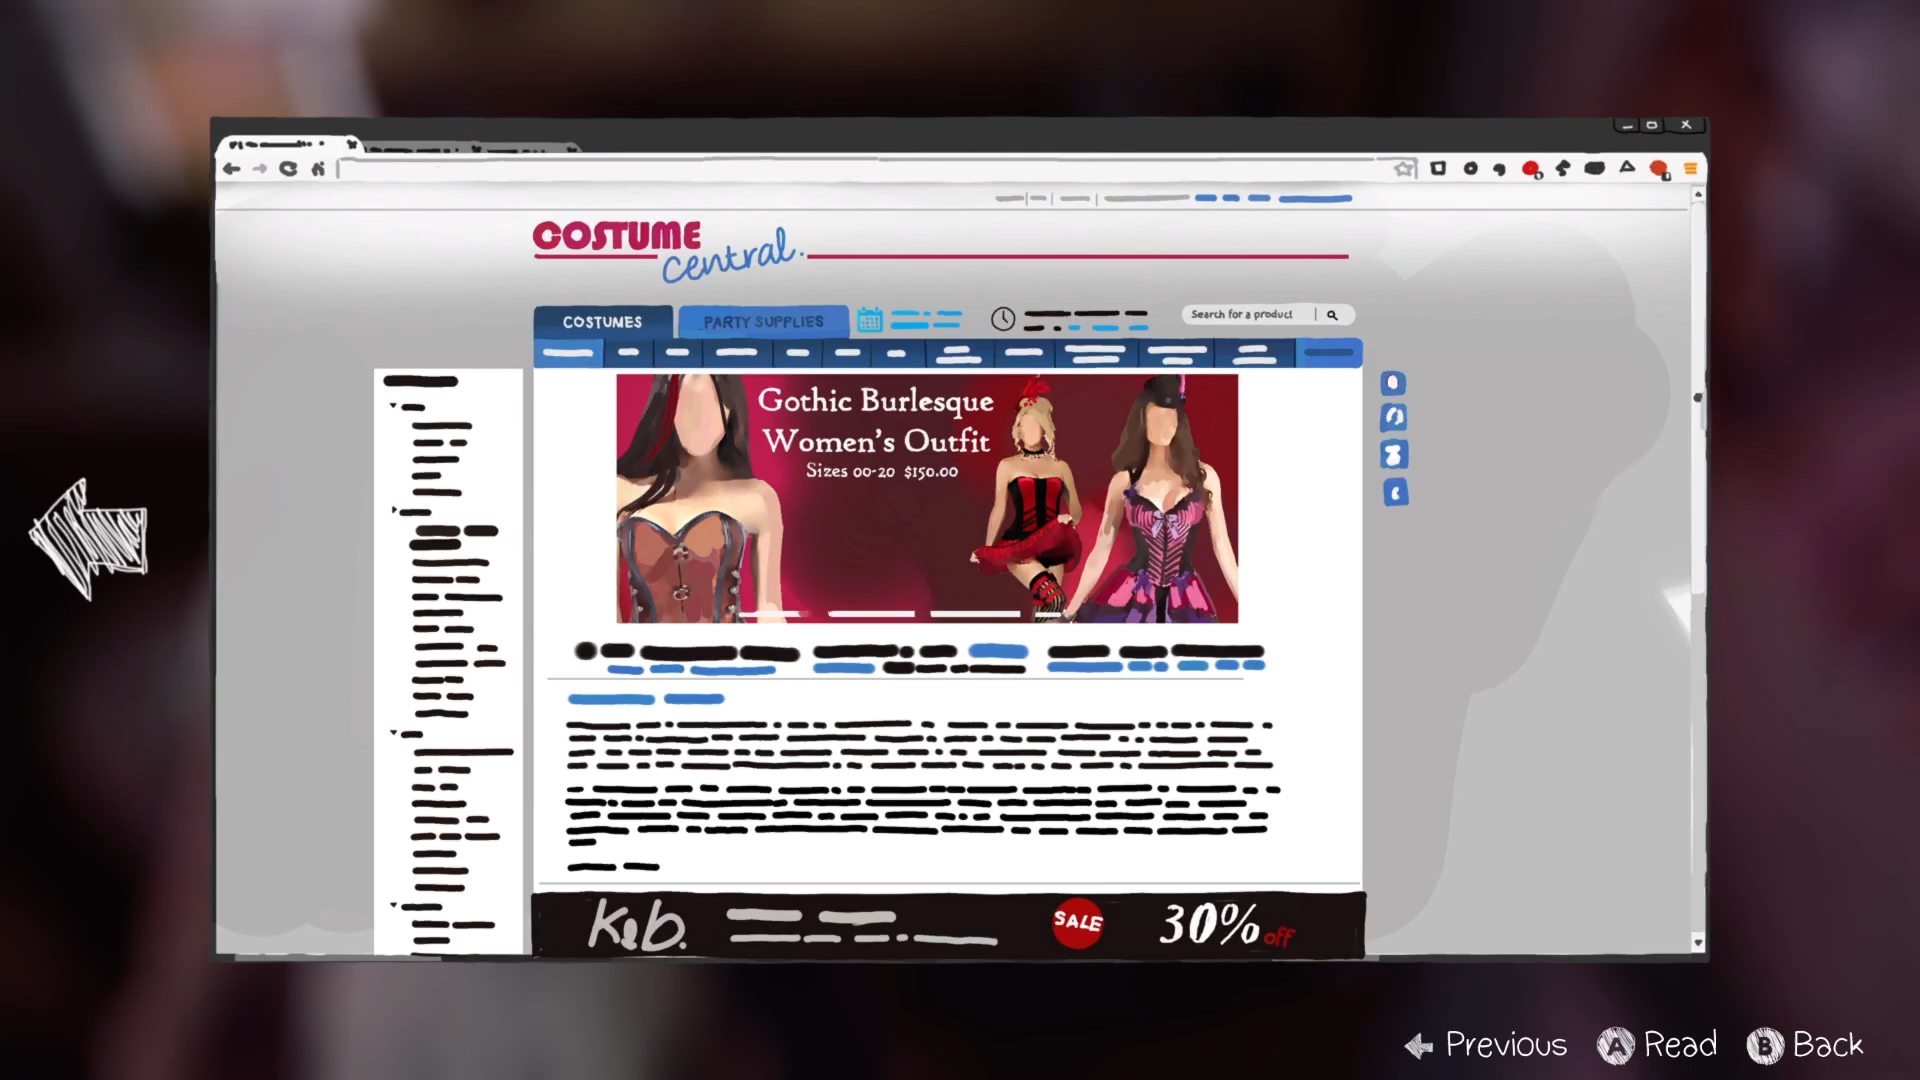 COSTUME
central.
COSTUMES
PARTY SUPPLIES
Search for a product
Gothic Burlesque
Women's Outfit
Sizes 00-20 $150.00
K&b.
SALE
30% off
Previous
A Read
B Back